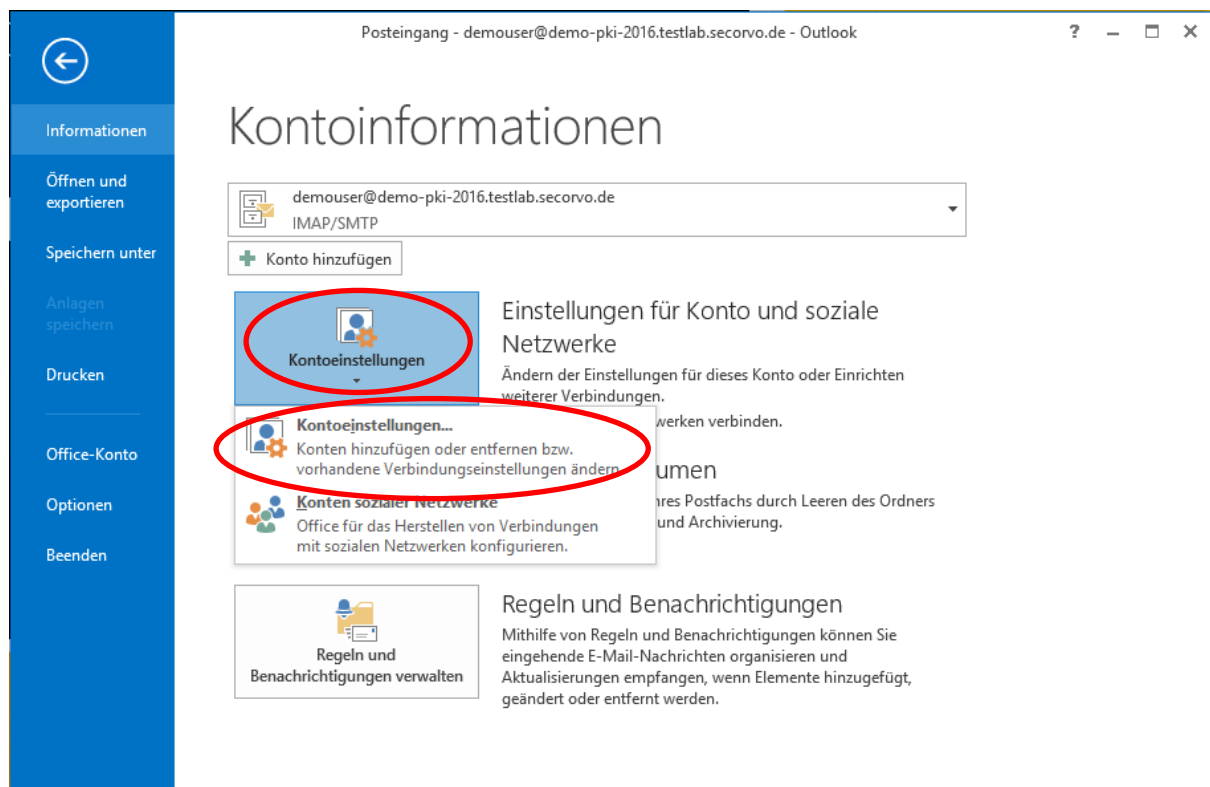 Posteingang - demouser@demo-pki-2016.testlab.secorvo.de - Outlook
?
Informationen
Öffnen und
exportieren
Speichern unter
Anlagen
speichern
Drucken
Office-Konto
Optionen
Beenden
Kontoinformationen
demouser@demo-pki-2016.testlab.secorvo.de
IMAP/SMTP
Konto hinzufügen
Kontoeinstellungen
Einstellungen für Konto und soziale
Netzwerke
Ändern der Einstellungen für dieses Konto oder Einrichten
weiterer Verbindungen.
werken verbinden.
Kontoeinstellungen...
Konten hinzufügen oder entfernen bzw.
vorhandene Verbindungseinstellungen ändern
Konten sozialer Netzwerke
Office für das Herstellen von Verbindungen
mit sozialen Netzwerken konfigurieren.
umen
res Postfachs durch Leeren des Ordners
und Archivierung.
Regeln und
Benachrichtigungen verwalten
Regeln und Benachrichtigungen
Mithilfe von Regeln und Benachrichtigungen können Sie
eingehende E-Mail-Nachrichten organisieren und
Aktualisierungen empfangen, wenn Elemente hinzugefügt,
geändert oder entfernt werden.